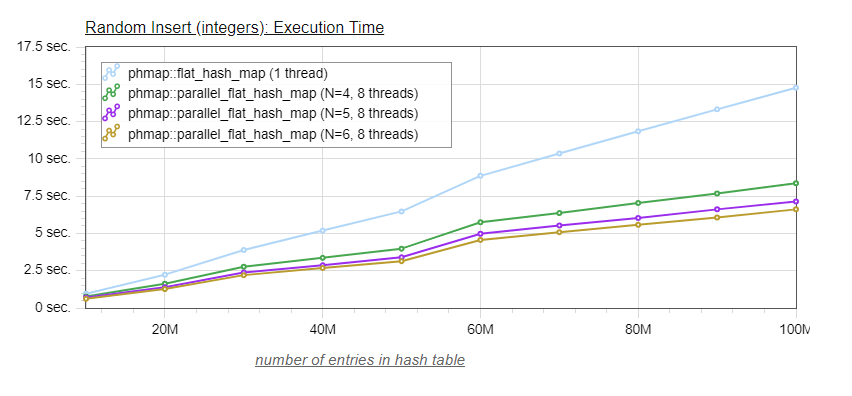 Random Insert (integers): Execution Time
17.5 sec.
15 sec.
12.5 sec.
10 sec.
7.5 sec.
5 sec.
2.5 sec.
0 sec.
phmap::flat_hash_map (1 thread)
phmap::parallel_flat_hash_map (N=4, 8 threads)
phmap::parallel_flat_hash_map (N=5, 8 threads)
phmap::parallel_flat_hash_map (N=6, 8 threads)
20M 40M 60M 80M 100M
number of entries in hash table